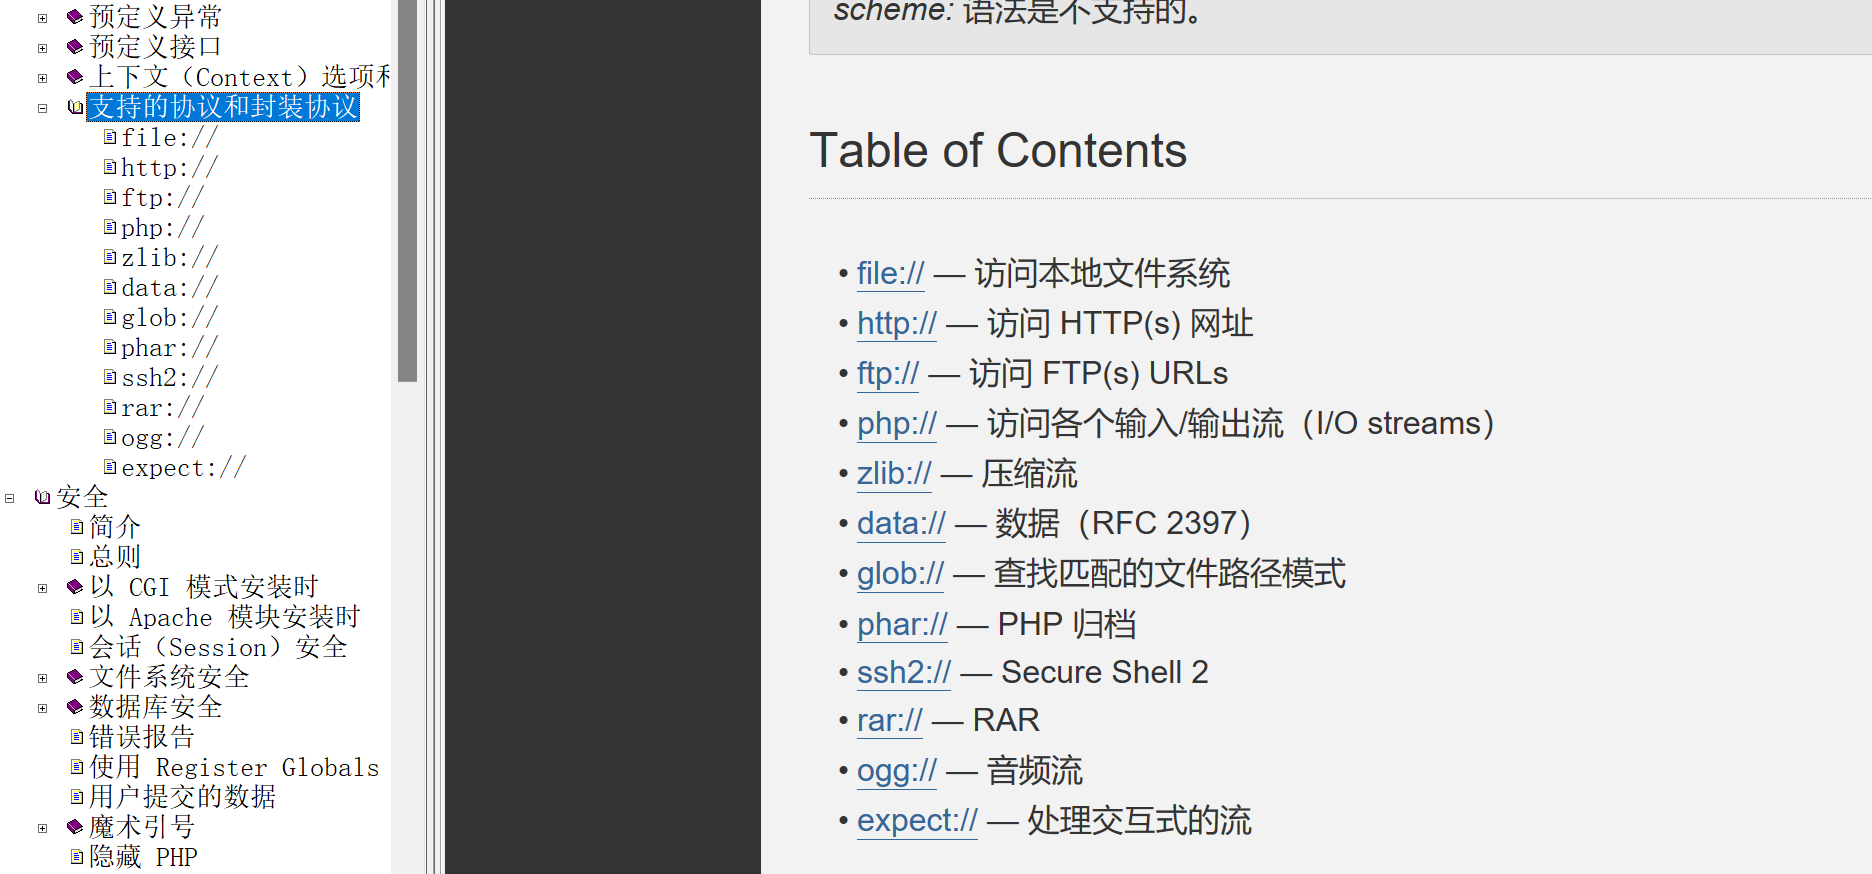 预定义异常
预定义接口
上下文（Context）选项和
支持的协议和封装协议
file://
http://
ftp://
php://
zlib://
data://
glob://
phar://
ssh2://
rar://
ogg://
expect://
安全
简介
总则
以 CGI 模式安装时
以 Apache 模块安装时
会话（Session）安全
文件系统安全
数据库安全
错误报告
使用 Register Globals
用户提交的数据
魔术引号
隐藏 PHP
scheme: 语法是不支持的。
Table of Contents
• file:// — 访问本地文件系统
• http:// — 访问 HTTP(s) 网址
• ftp:// — 访问 FTP(s) URLs
• php:// — 访问各个输入/输出流（I/O streams）
• zlib:// — 压缩流
• data:// — 数据（RFC 2397）
• glob:// — 查找匹配的文件路径模式
• phar:// — PHP 归档
• ssh2:// — Secure Shell 2
• rar:// — RAR
• ogg:// — 音频流
• expect:// — 处理交互式的流